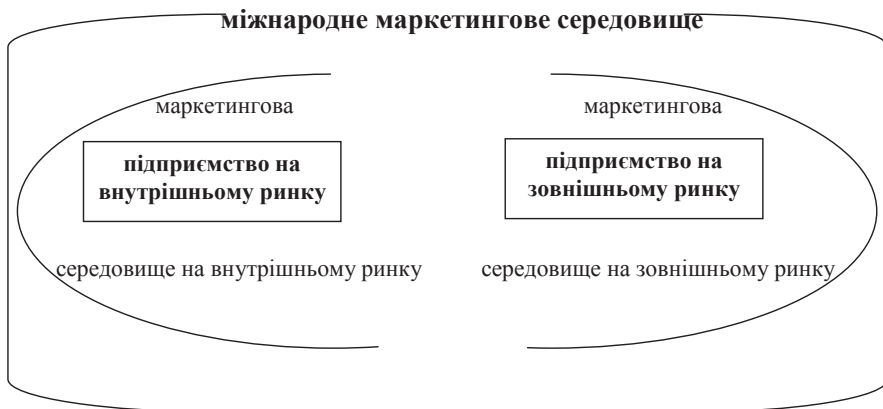 міжнародне маркетингове середовище
маркетингова
підприємство на
внутрішньому ринку
середовище на внутрішньому ринку
маркетингова
підприємство на
зовнішньому ринку
середовище на зовнішньому ринку